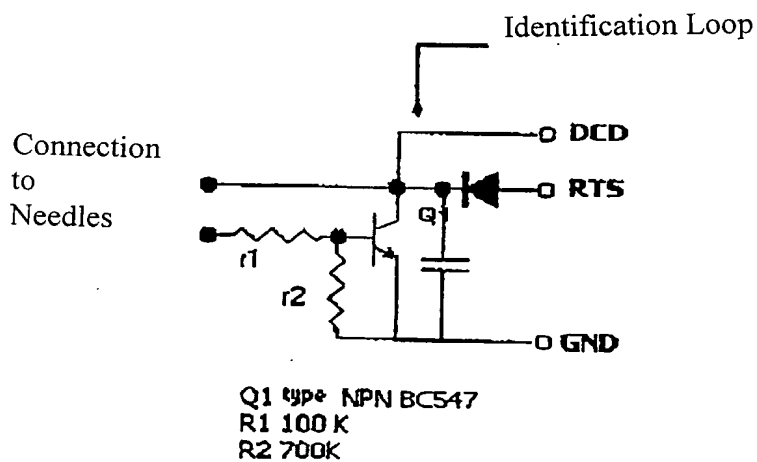 Identification Loop
DCD
Connection
to
Needles
RTS
Q1
r1
r2
GND
Q1 type NPN BC547
R1 100 K
R2 700K